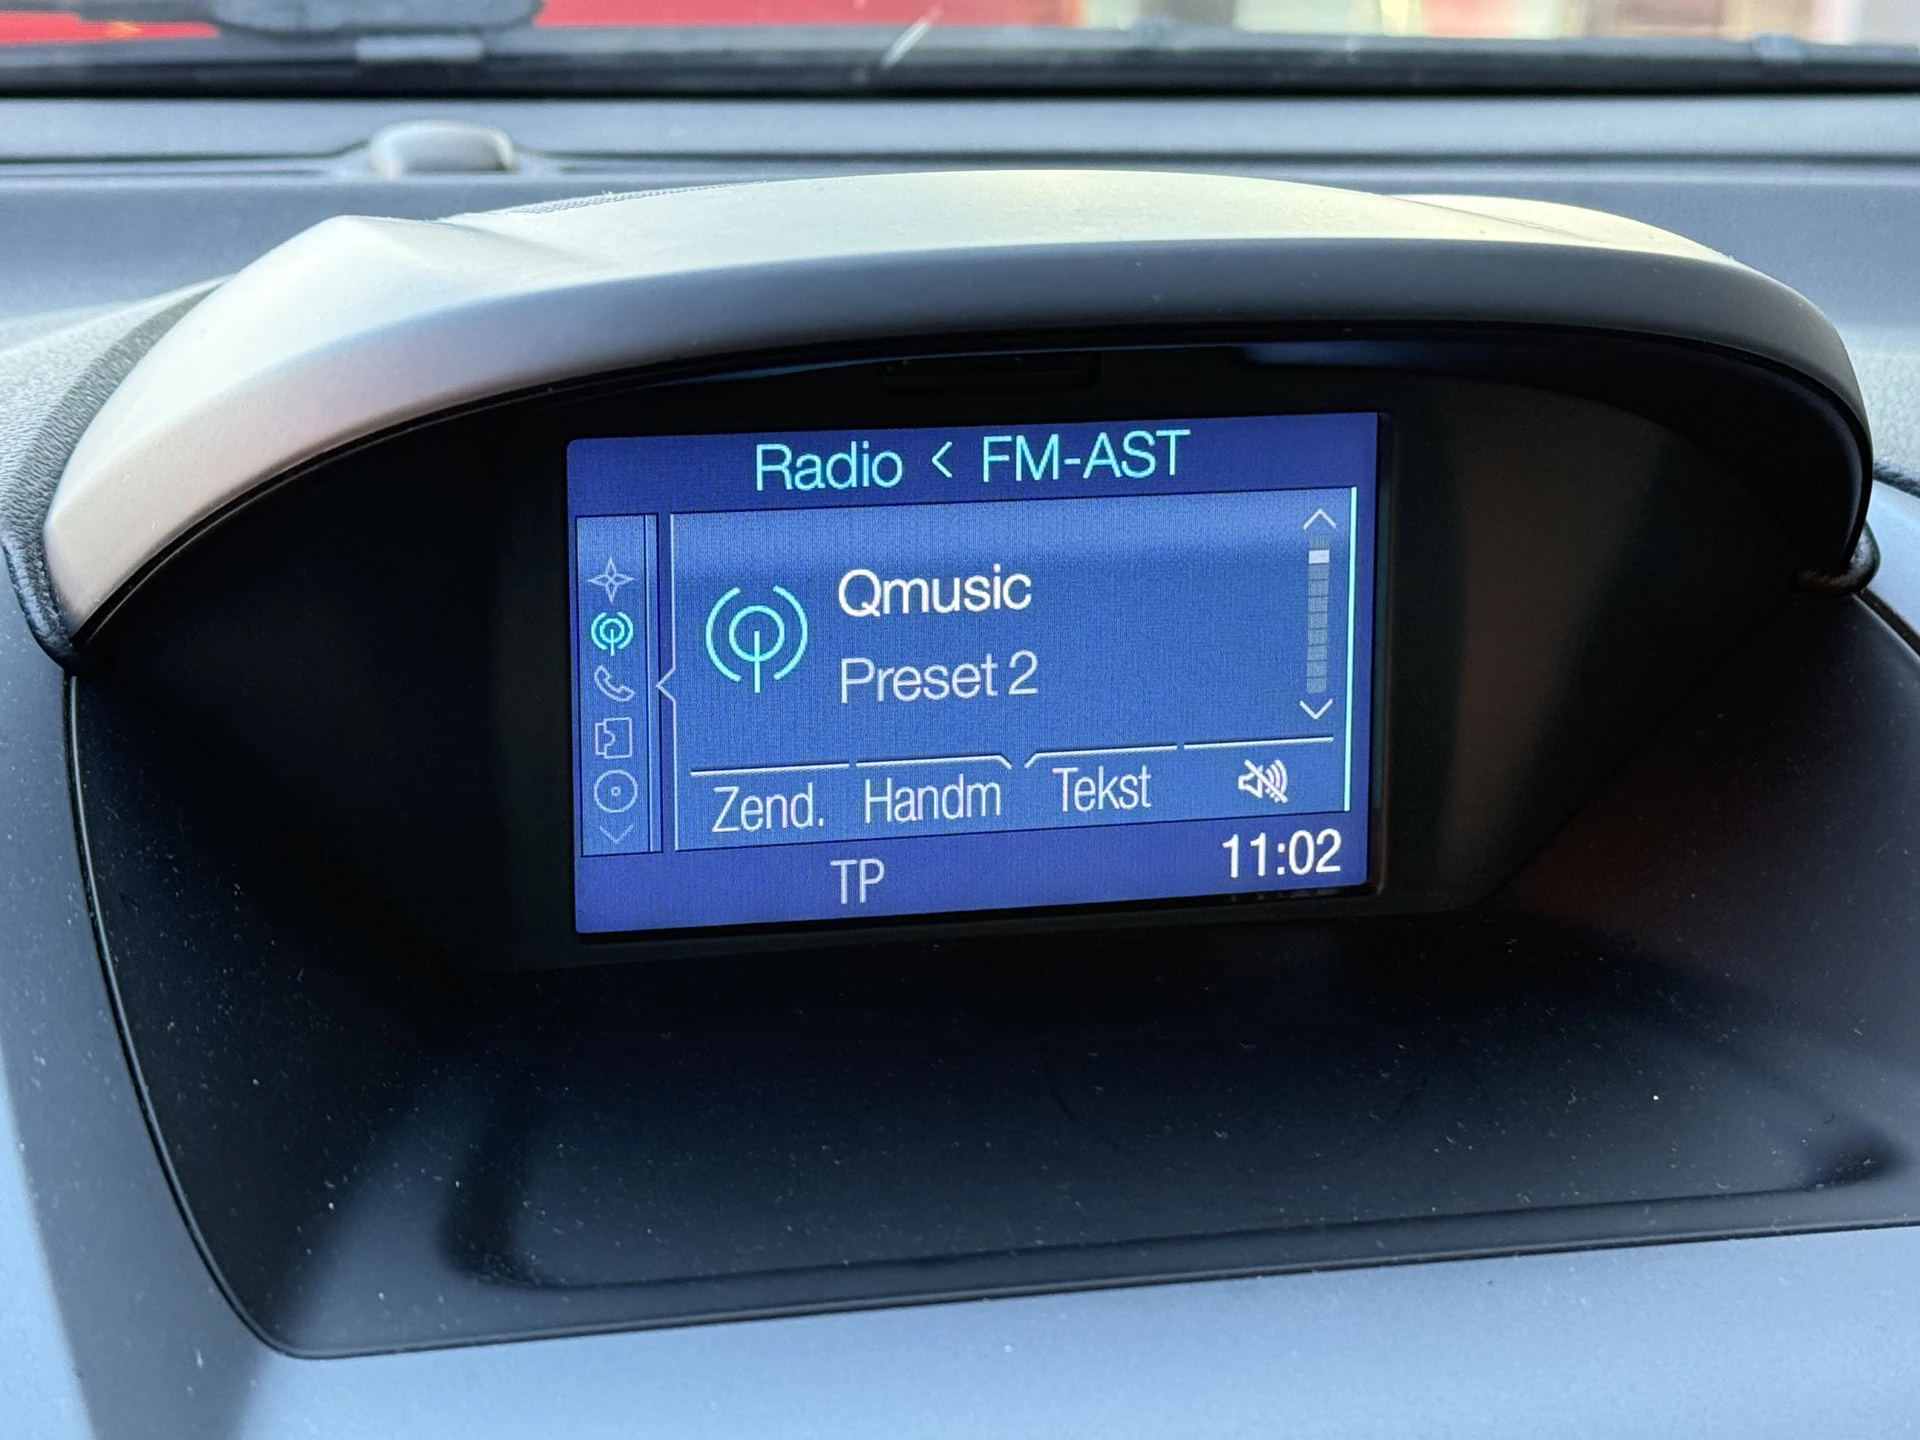 Radio < FM-AST
Qmusic
Preset 2
Zend. Handm Tekst
TP 11:02